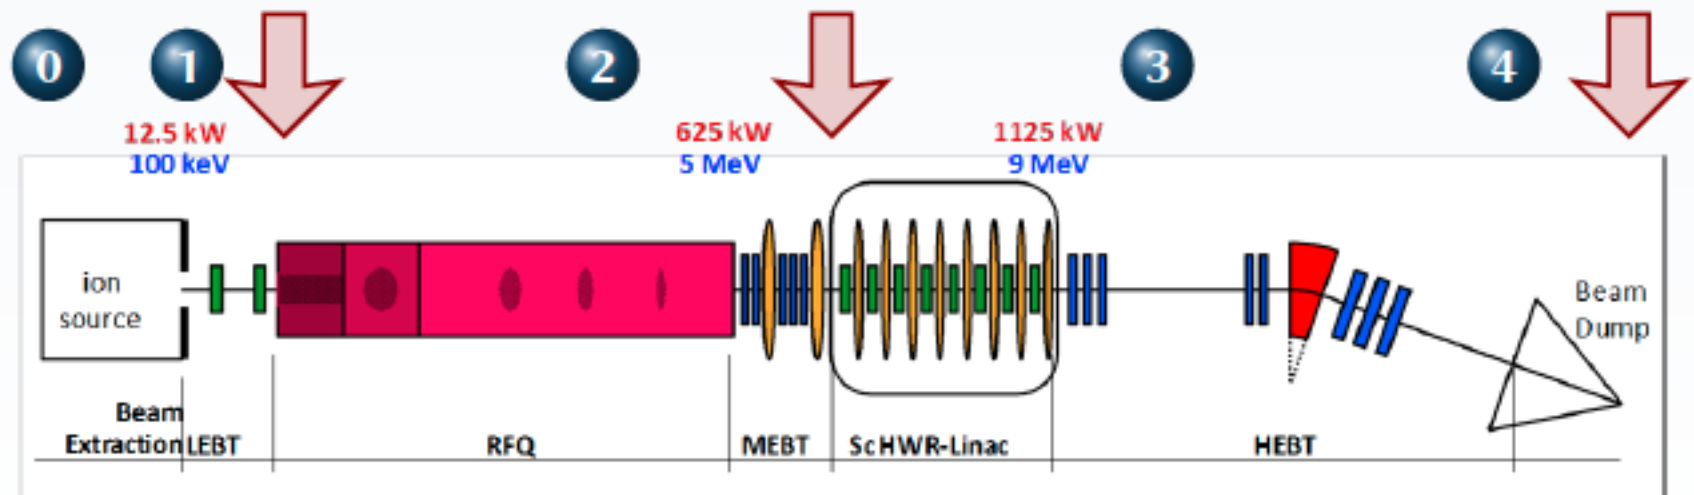 0 1 2 3 4
12.5 kW 625 kW 1125 kW
100 keV 5 MeV 9 MeV
ion
source
Beam
Dump
Beam
Extraction LEBT RFQ MEBT ScHWR-Linac HEBT